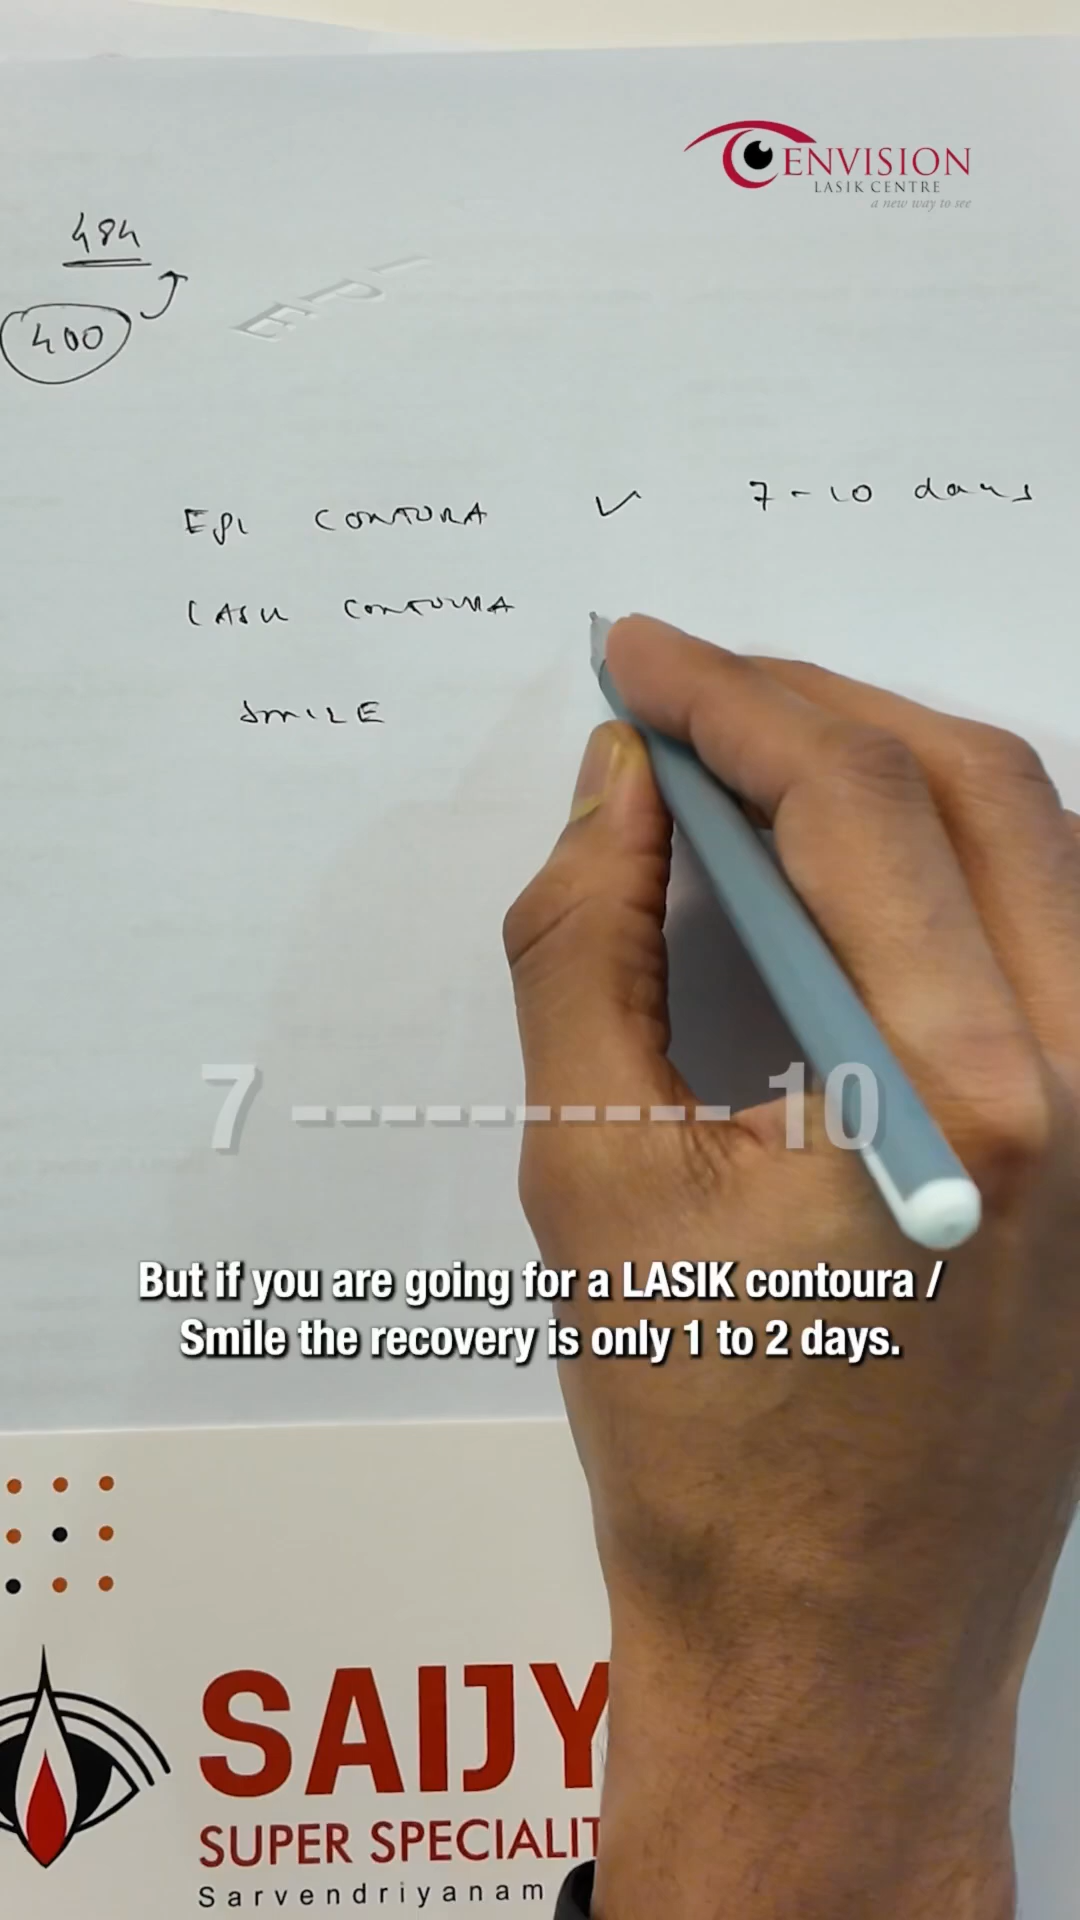 ENVISION
LASIK CENTRE
a new way to see
484
400
EPI
EPI CONTOURA ✓ 7-10 days
LASIK CONTOURA
SMILE
7 ---------- 10
But if you are going for a LASIK contoura /
Smile the recovery is only 1 to 2 days.
SAIJY
SUPER SPECIALIT
Sarvendriyanam